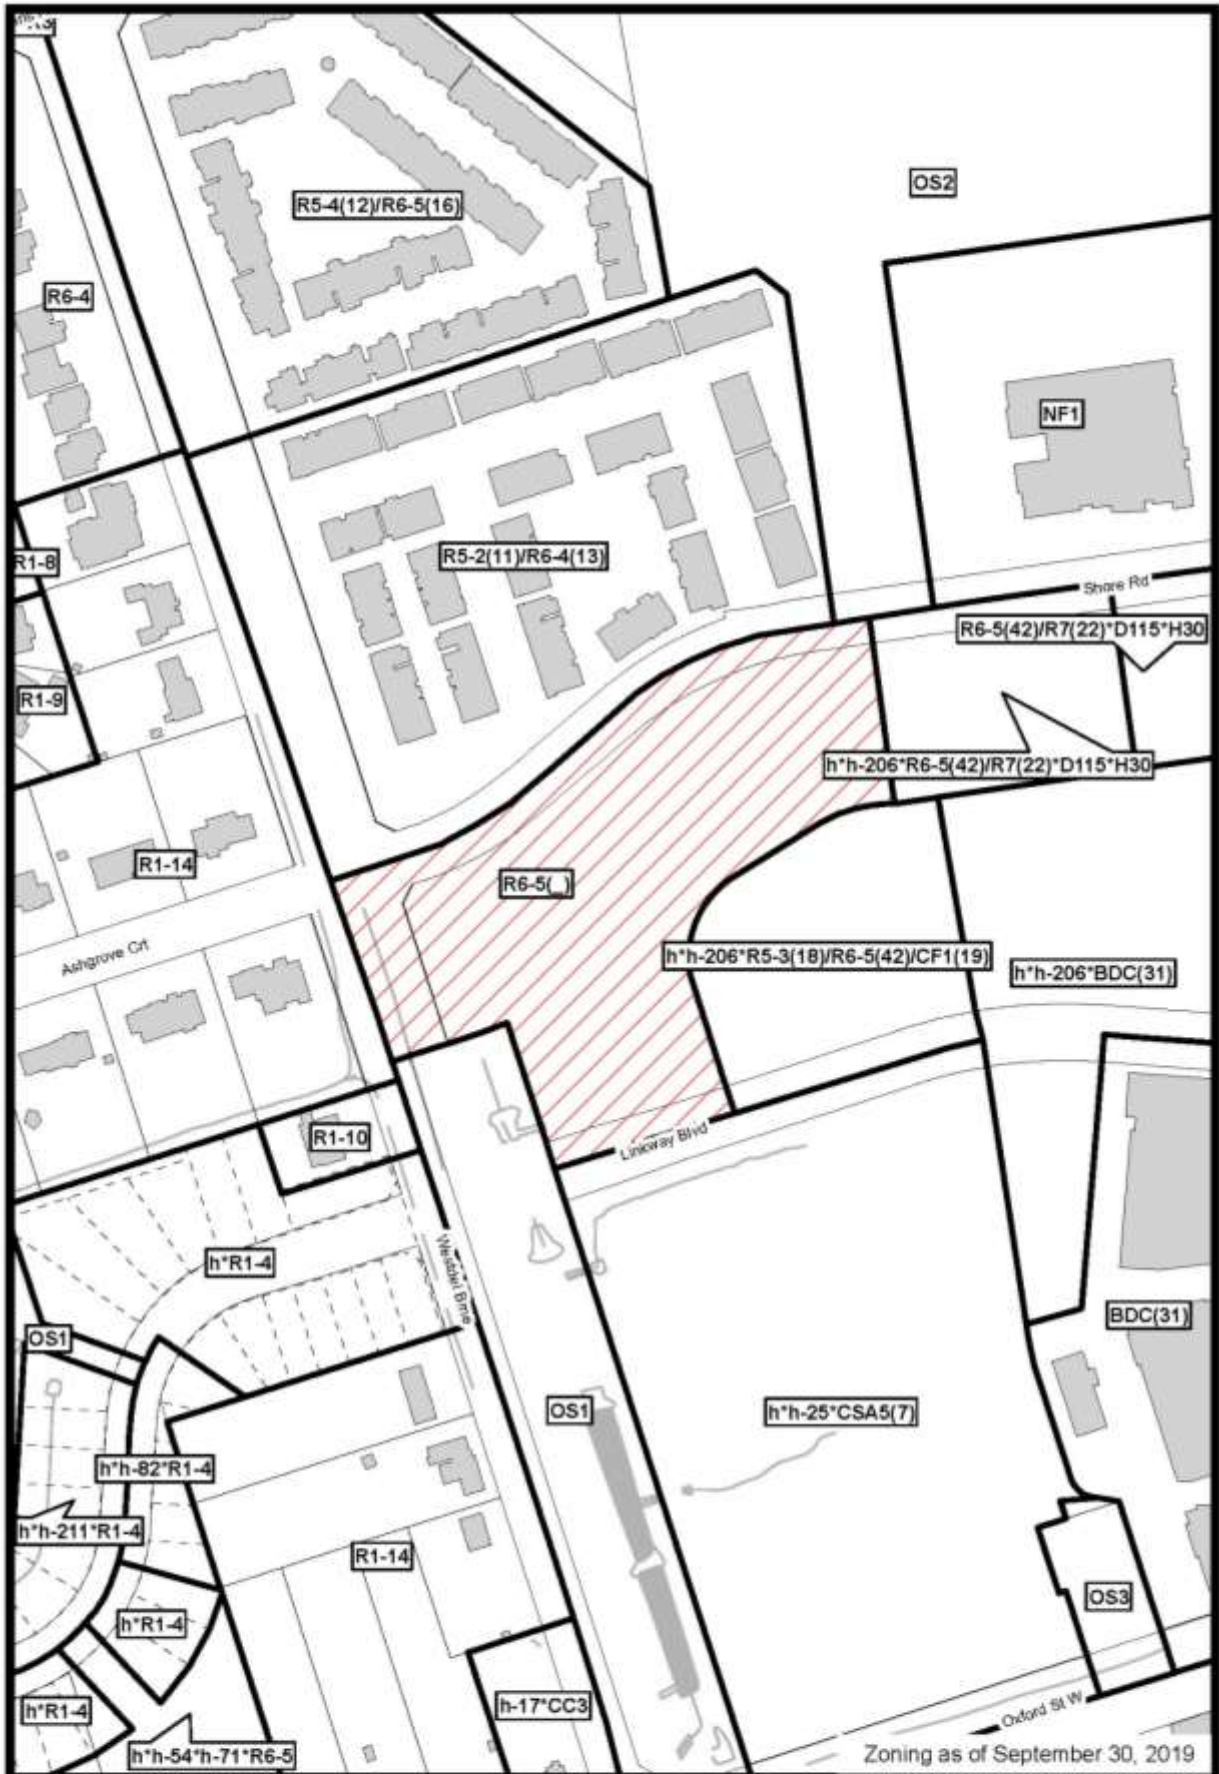 OS2
R5-4(12)/R6-5(16)
R6-4
NF1
R5-2(11)/R6-4(13)
R1-8
Shore Rd
R6-5(42)/R7(22)*D115*H30
R1-9
h*h-206*R6-5(42)/R7(22)*D115*H30
R1-14
R6-5(_)
Ashgrove Crt
h*h-206*R5-3(18)/R6-5(42)/CF1(19)
h*h-206*BDC(31)
R1-10
Linkway Blvd
h*R1-4
Westdel Brne
BDC(31)
OS1
OS1
h*h-25*CSA5(7)
h*h-82*R1-4
h*h-211*R1-4
R1-14
OS3
h*R1-4
h*R1-4
h-17*CC3
Oxford St W
h*h-54*h-71*R6-5
Zoning as of September 30, 2019